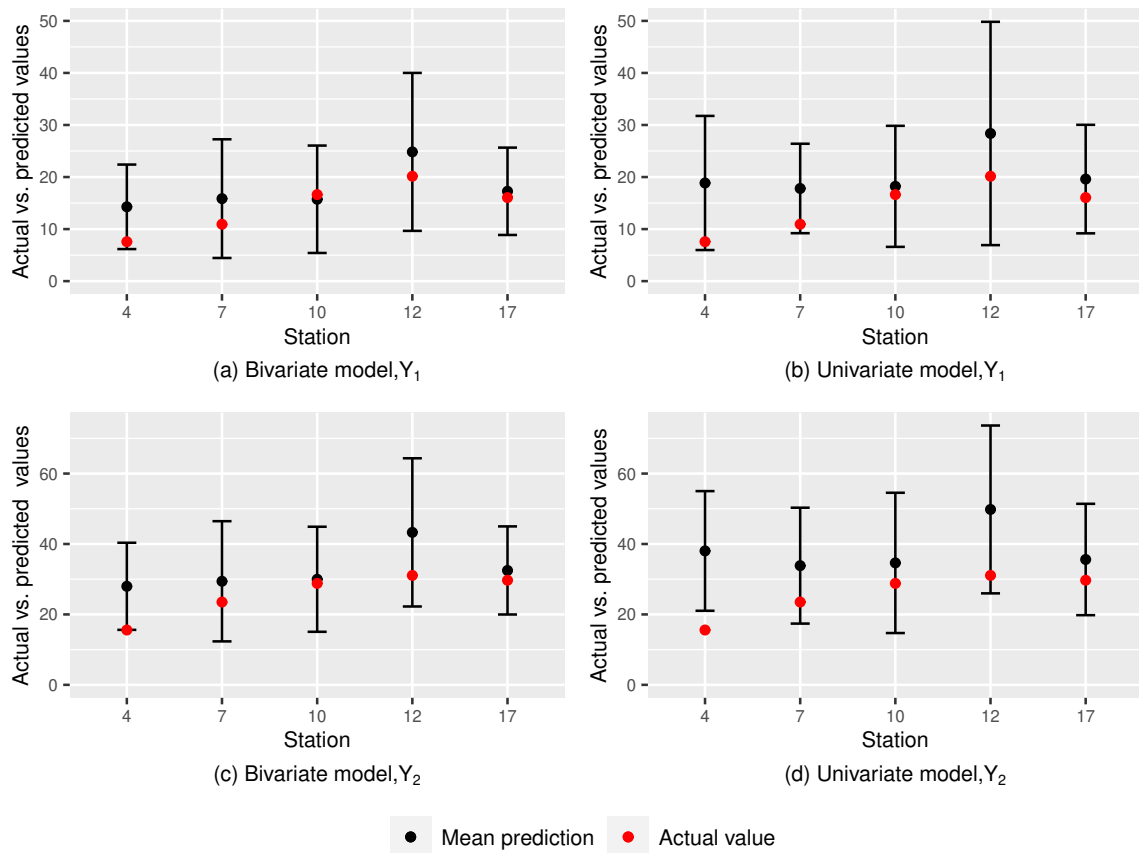 Actual vs. predicted values
50
40
30
20
10
0
4 7 10 12 17
Station
(a) Bivariate model,Y₁
Actual vs. predicted values
50
40
30
20
10
0
4 7 10 12 17
Station
(b) Univariate model,Y₁
Actual vs. predicted values
60
40
20
0
4 7 10 12 17
Station
(c) Bivariate model,Y₂
Actual vs. predicted values
60
40
20
0
4 7 10 12 17
Station
(d) Univariate model,Y₂
Mean prediction Actual value